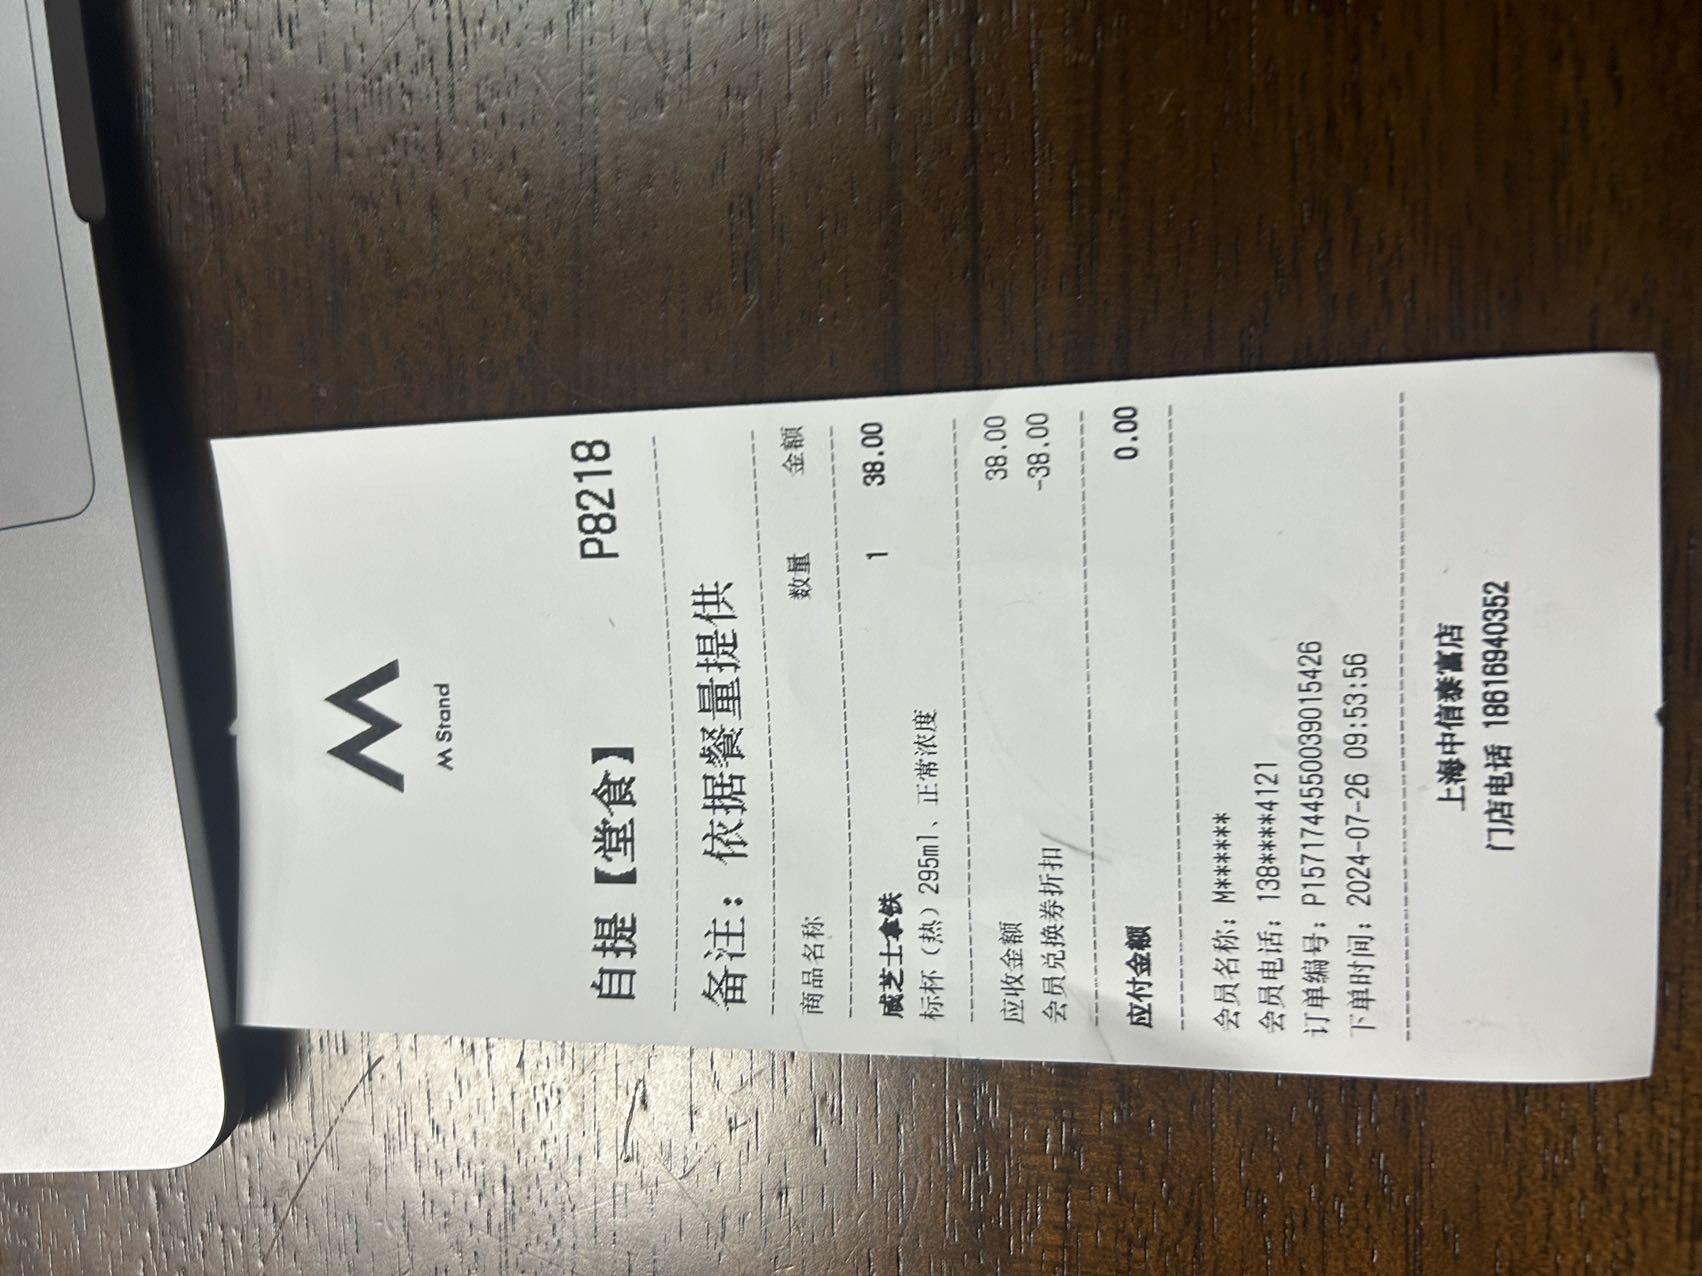 M Stand
自提【堂食】 P8218
备注：依据餐量提供
商品名称 数量 金额
咸芝士拿铁 1 38.00
标杯（热）295ml、正常浓度
应收金额 38.00
会员兑换券折扣 -38.00
应付金额 0.00
会员名称：M******
会员电话：138****4121
订单编号：P1571744550039015426
下单时间：2024-07-26 09:53:56
上海中信泰富店
门店电话 18616940352